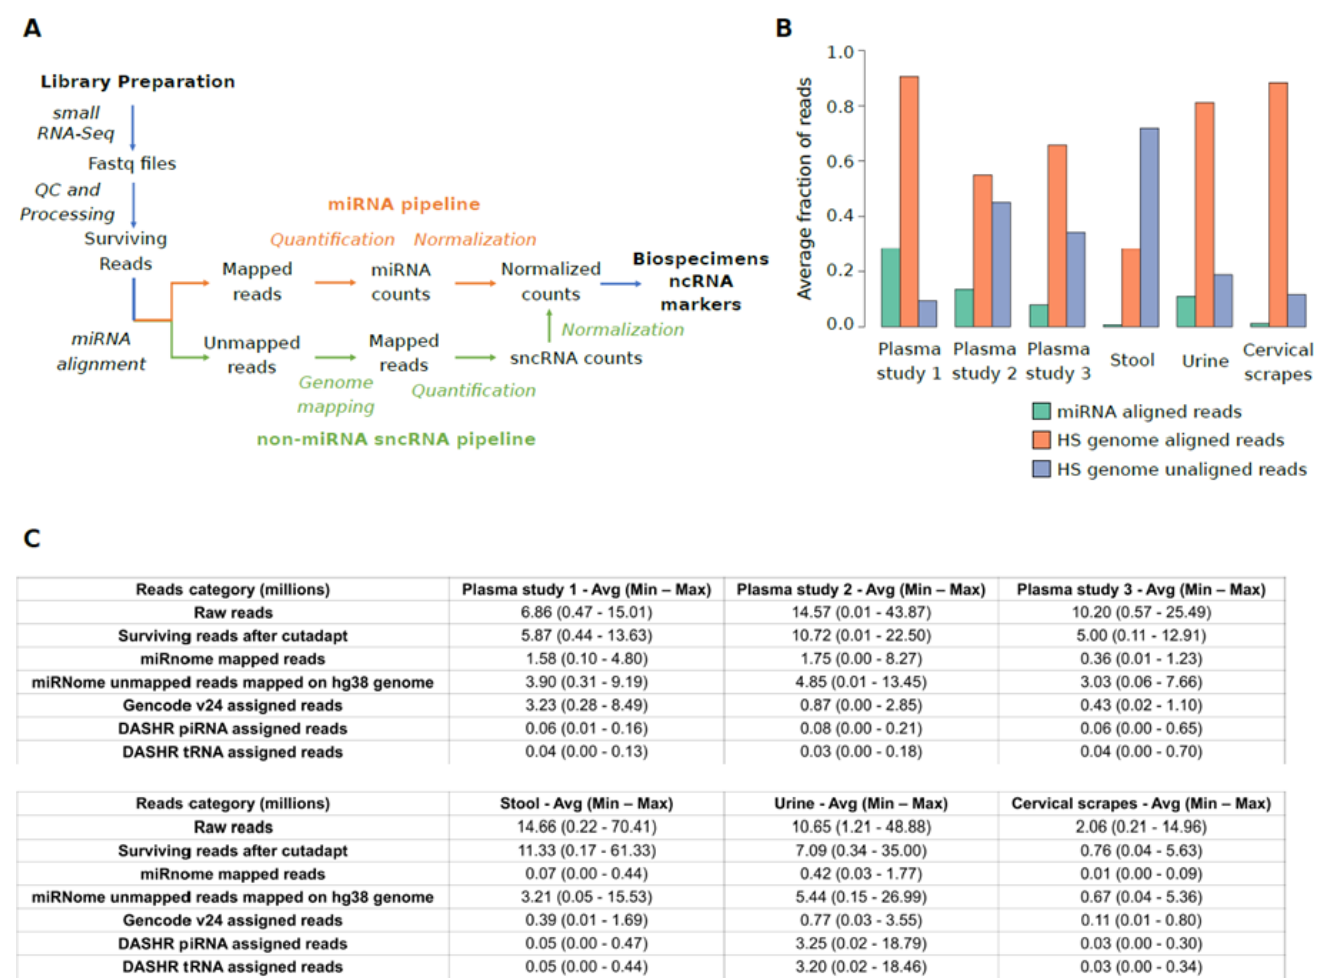 A
Library Preparation
small
RNA-Seq
Fastq files
QC and
Processing
Surviving
Reads
miRNA
alignment
miRNA pipeline
Quantification Normalization
Mapped
reads
miRNA
counts
Normalized
counts
Biospecimens
ncRNA
markers
Unmapped
reads
Mapped
reads
sncRNA counts
Normalization
Genome
mapping
Quantification
non-miRNA sncRNA pipeline
B
Average fraction of reads
1.0
0.8
0.6
0.4
0.2
0.0
Plasma
study 1
Plasma
study 2
Plasma
study 3
Stool
Urine
Cervical
scrapes
miRNA aligned reads
HS genome aligned reads
HS genome unaligned reads
C
Reads category (millions) Plasma study 1 - Avg (Min – Max) Plasma study 2 - Avg (Min – Max) Plasma study 3 - Avg (Min – Max)
Raw reads 6.86 (0.47 - 15.01) 14.57 (0.01 - 43.87) 10.20 (0.57 - 25.49)
Surviving reads after cutadapt 5.87 (0.44 - 13.63) 10.72 (0.01 - 22.50) 5.00 (0.11 - 12.91)
miRnome mapped reads 1.58 (0.10 - 4.80) 1.75 (0.00 - 8.27) 0.36 (0.01 - 1.23)
miRNome unmapped reads mapped on hg38 genome 3.90 (0.31 - 9.19) 4.85 (0.01 - 13.45) 3.03 (0.06 - 7.66)
Gencode v24 assigned reads 3.23 (0.28 - 8.49) 0.87 (0.00 - 2.85) 0.43 (0.02 - 1.10)
DASHR piRNA assigned reads 0.06 (0.01 - 0.16) 0.08 (0.00 - 0.21) 0.06 (0.00 - 0.65)
DASHR tRNA assigned reads 0.04 (0.00 - 0.13) 0.03 (0.00 - 0.18) 0.04 (0.00 - 0.70)
Reads category (millions) Stool - Avg (Min – Max) Urine - Avg (Min – Max) Cervical scrapes - Avg (Min – Max)
Raw reads 14.66 (0.22 - 70.41) 10.65 (1.21 - 48.88) 2.06 (0.21 - 14.96)
Surviving reads after cutadapt 11.33 (0.17 - 61.33) 7.09 (0.34 - 35.00) 0.76 (0.04 - 5.63)
miRnome mapped reads 0.07 (0.00 - 0.44) 0.42 (0.03 - 1.77) 0.01 (0.00 - 0.09)
miRNome unmapped reads mapped on hg38 genome 3.21 (0.05 - 15.53) 5.44 (0.15 - 26.99) 0.67 (0.04 - 5.36)
Gencode v24 assigned reads 0.39 (0.01 - 1.69) 0.77 (0.03 - 3.55) 0.11 (0.01 - 0.80)
DASHR piRNA assigned reads 0.05 (0.00 - 0.47) 3.25 (0.02 - 18.79) 0.03 (0.00 - 0.30)
DASHR tRNA assigned reads 0.05 (0.00 - 0.44) 3.20 (0.02 - 18.46) 0.03 (0.00 - 0.34)